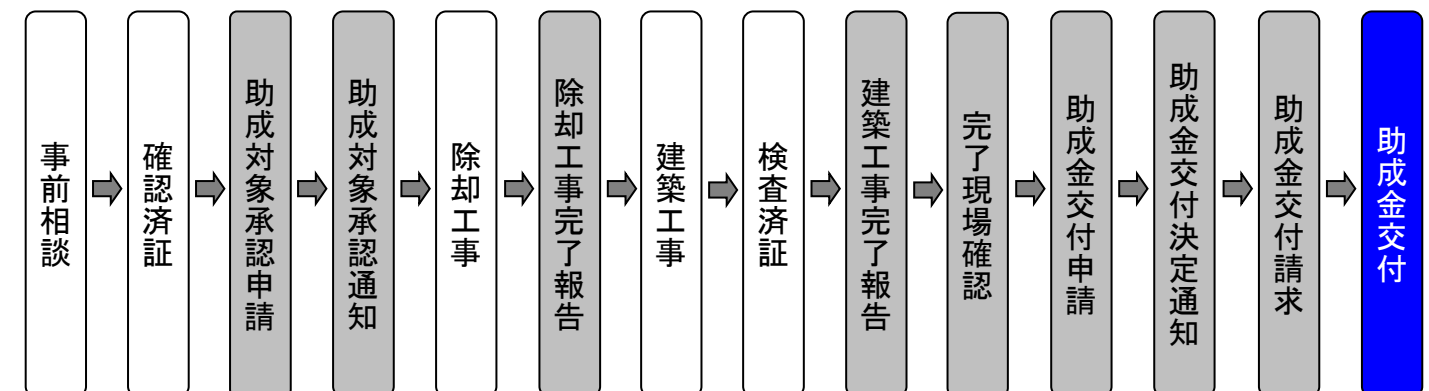 事前相談
確認済証
助成対象承認申請
助成対象承認通知
除却工事
除却工事完了報告
建築工事
検査済証
建築工事完了報告
完了現場確認
助成金交付申請
助成金交付決定通知
助成金交付請求
助成金交付